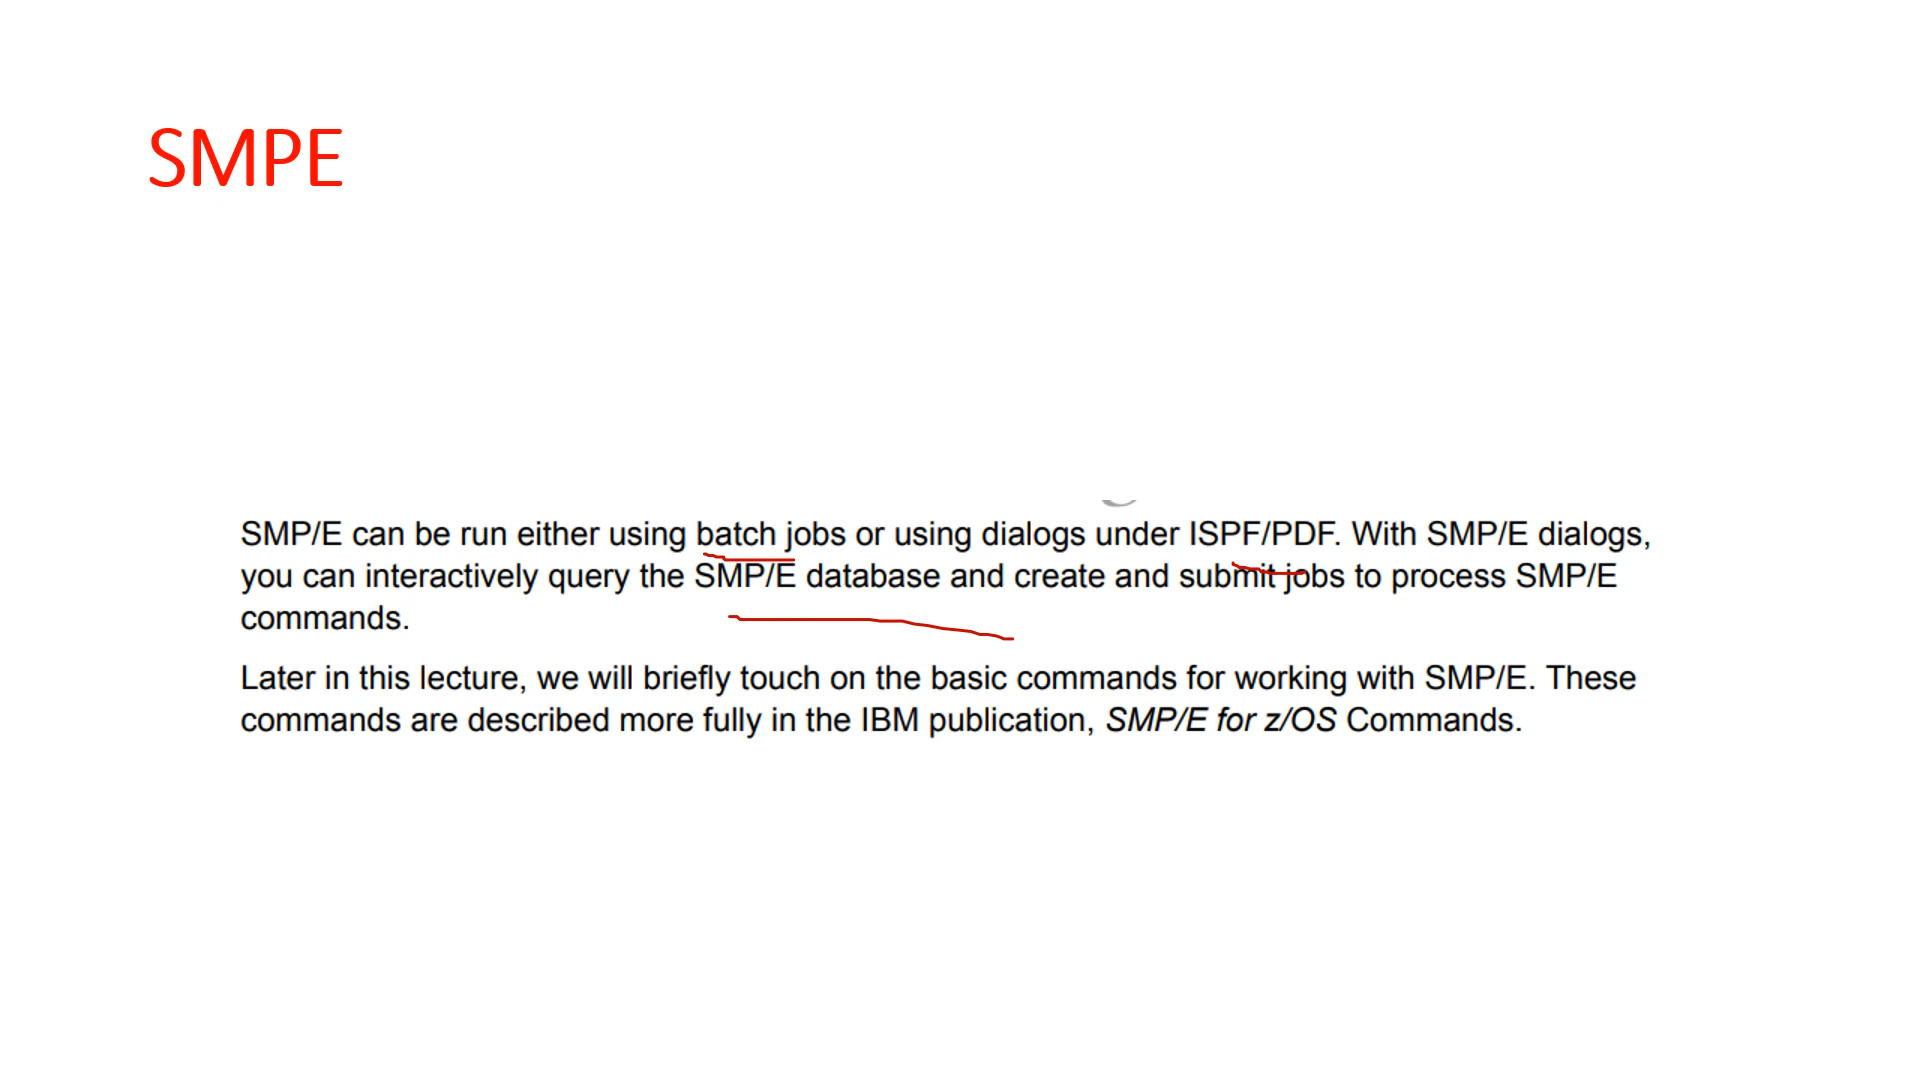 SMPE
SMP/E can be run either using batch jobs or using dialogs under ISPF/PDF. With SMP/E dialogs,
you can interactively query the SMP/E database and create and submit jobs to process SMP/E
commands.
Later in this lecture, we will briefly touch on the basic commands for working with SMP/E. These
commands are described more fully in the IBM publication, SMP/E for z/OS Commands.